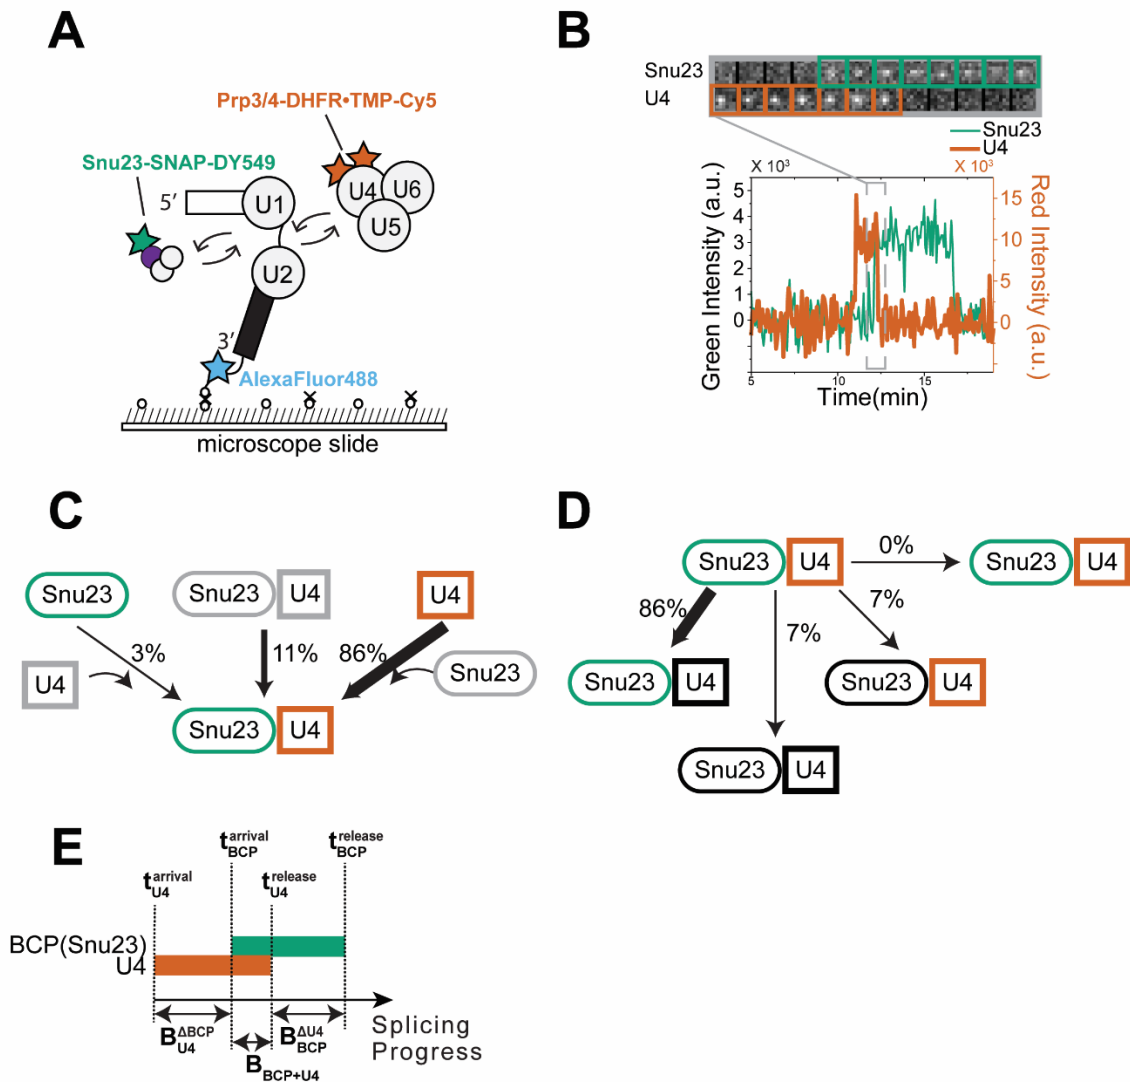 A
Prp3/4-DHFR•TMP-Cy5
Snu23-SNAP-DY549
5′
U1
U4
U6
U5
U2
3′
AlexaFluor488
microscope slide
B
Snu23
U4
Snu23
U4
X 10³
X 10³
Green Intensity (a.u.)
5
4
3
2
1
0
15
10
5
0
Red Intensity (a.u.)
5
10
15
Time(min)
C
Snu23
Snu23
U4
U4
3%
11%
86%
U4
Snu23
Snu23
U4
D
Snu23
U4
0%
Snu23
U4
86%
7%
7%
Snu23
U4
Snu23
U4
Snu23
U4
E
t BCP arrival
t BCP release
t U4 arrival
t U4 release
BCP(Snu23)
U4
B U4 ΔBCP
B BCP ΔU4
B BCP+U4
Splicing
Progress